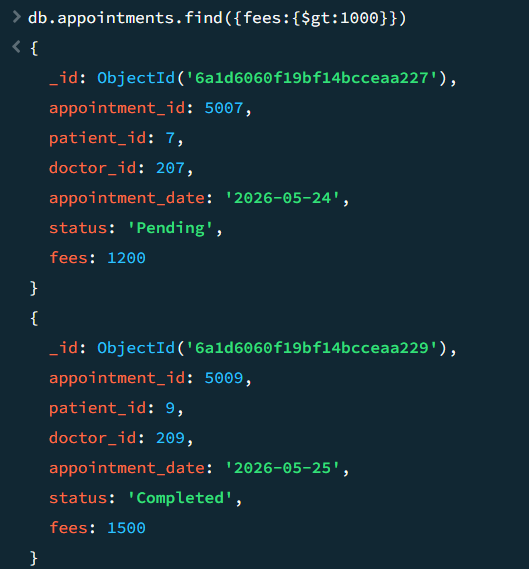 > db.appointments.find({fees:{$gt:1000}})
< {
_id: ObjectId('6a1d6060f19bf14bcceaa227'),
appointment_id: 5007,
patient_id: 7,
doctor_id: 207,
appointment_date: '2026-05-24',
status: 'Pending',
fees: 1200
}
{
_id: ObjectId('6a1d6060f19bf14bcceaa229'),
appointment_id: 5009,
patient_id: 9,
doctor_id: 209,
appointment_date: '2026-05-25',
status: 'Completed',
fees: 1500
}